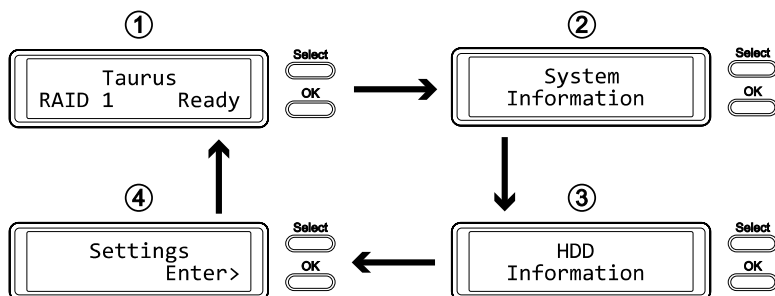 ①
Taurus
RAID 1 Ready
Select
OK
②
System
Information
Select
OK
④
Settings
Enter>
Select
OK
③
HDD
Information
Select
OK